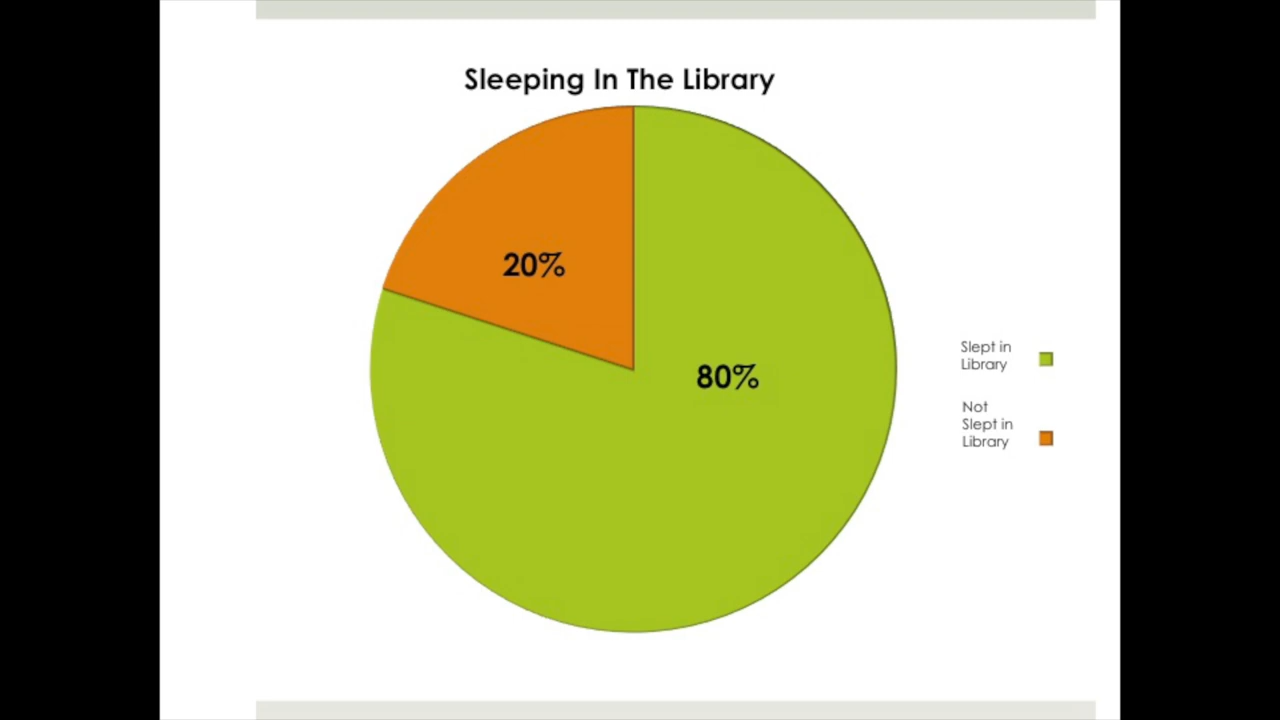 Sleeping In The Library
20%
80%
Slept in
Library
Not
Slept in
Library